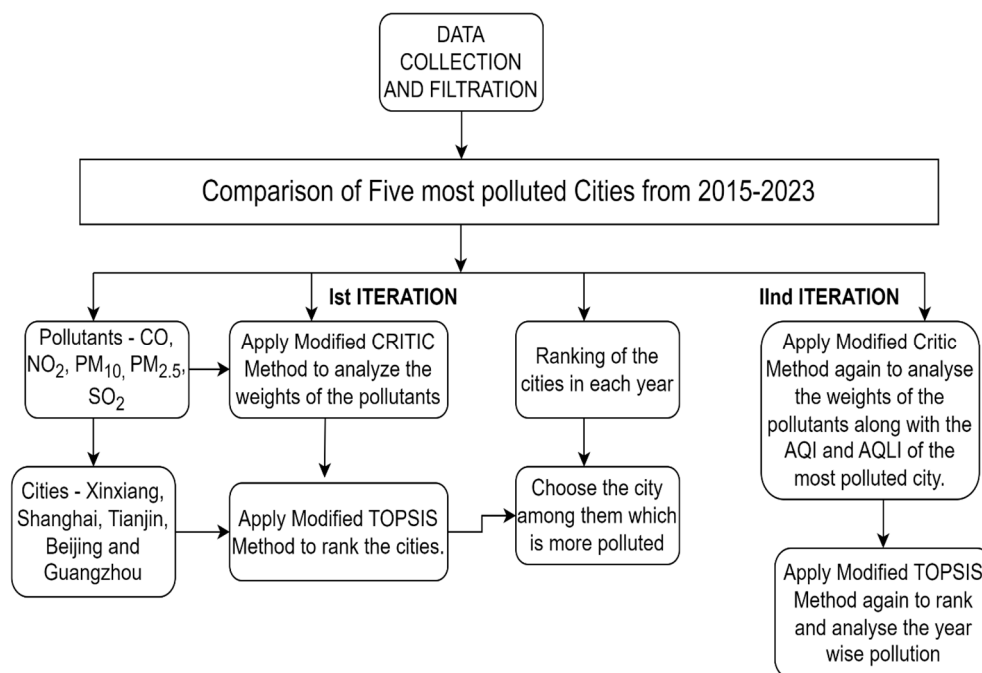 DATA
COLLECTION
AND FILTRATION
Comparison of Five most polluted Cities from 2015-2023
Ist ITERATION
IInd ITERATION
Pollutants - CO,
NO2, PM10, PM2.5,
SO2
Apply Modified CRITIC
Method to analyze the
weights of the pollutants
Ranking of the
cities in each year
Apply Modified Critic
Method again to analyse
the weights of the
pollutants along with the
AQI and AQLI of the
most polluted city.
Cities - Xinxiang,
Shanghai, Tianjin,
Beijing and
Guangzhou
Apply Modified TOPSIS
Method to rank the cities.
Choose the city
among them which
is more polluted
Apply Modified TOPSIS
Method again to rank
and analyse the year
wise pollution